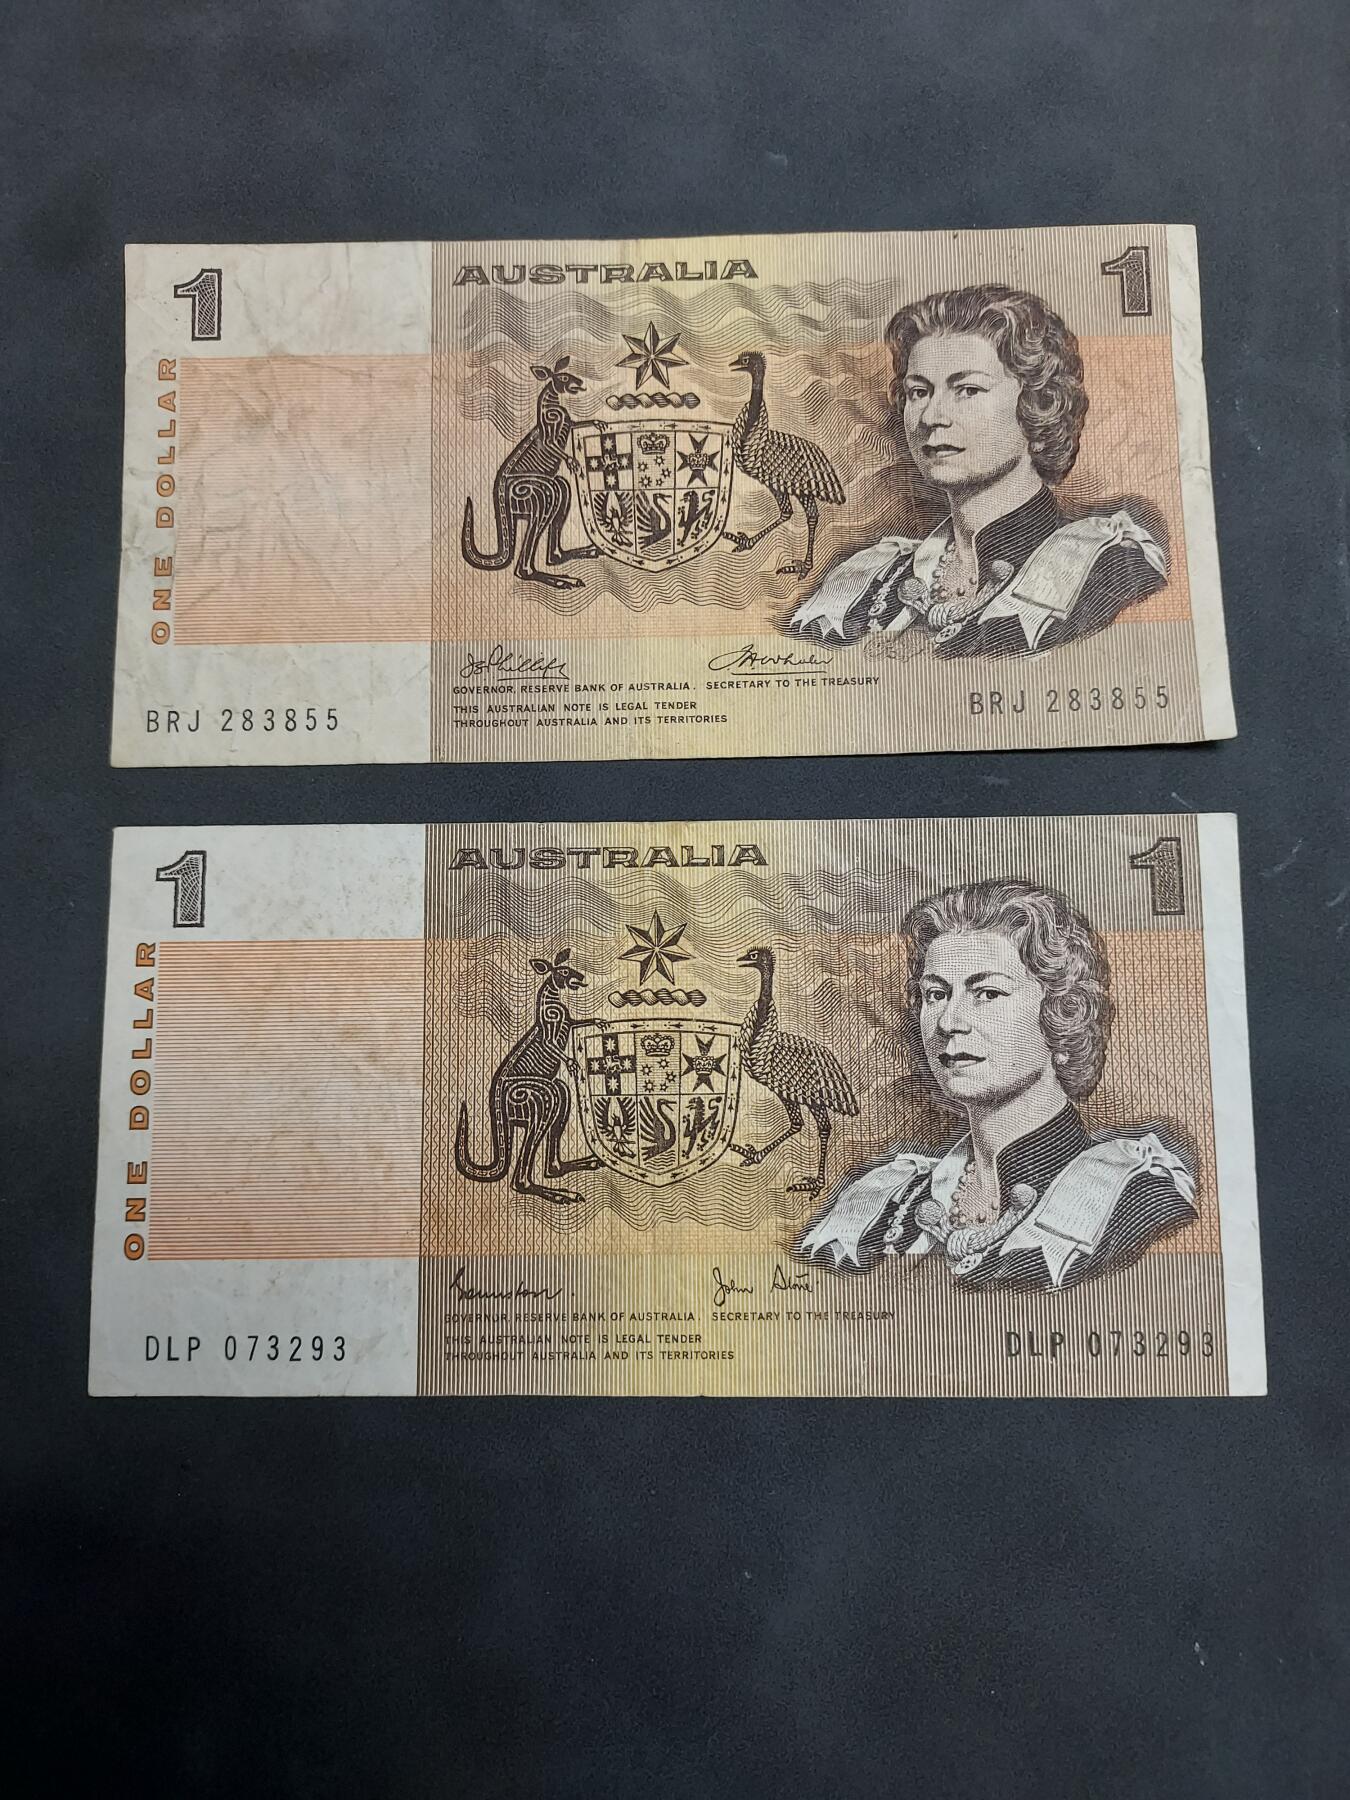 1
AUSTRALIA
1
ONE DOLLAR
GOVERNOR, RESERVE BANK OF AUSTRALIA. SECRETARY TO THE TREASURY
THIS AUSTRALIAN NOTE IS LEGAL TENDER
THROUGHOUT AUSTRALIA AND ITS TERRITORIES
BRJ 283855
BRJ 283855
1
AUSTRALIA
1
ONE DOLLAR
John Stone
GOVERNOR, RESERVE BANK OF AUSTRALIA. SECRETARY TO THE TREASURY
THIS AUSTRALIAN NOTE IS LEGAL TENDER
THROUGHOUT AUSTRALIA AND ITS TERRITORIES
DLP 073293
DLP 073293